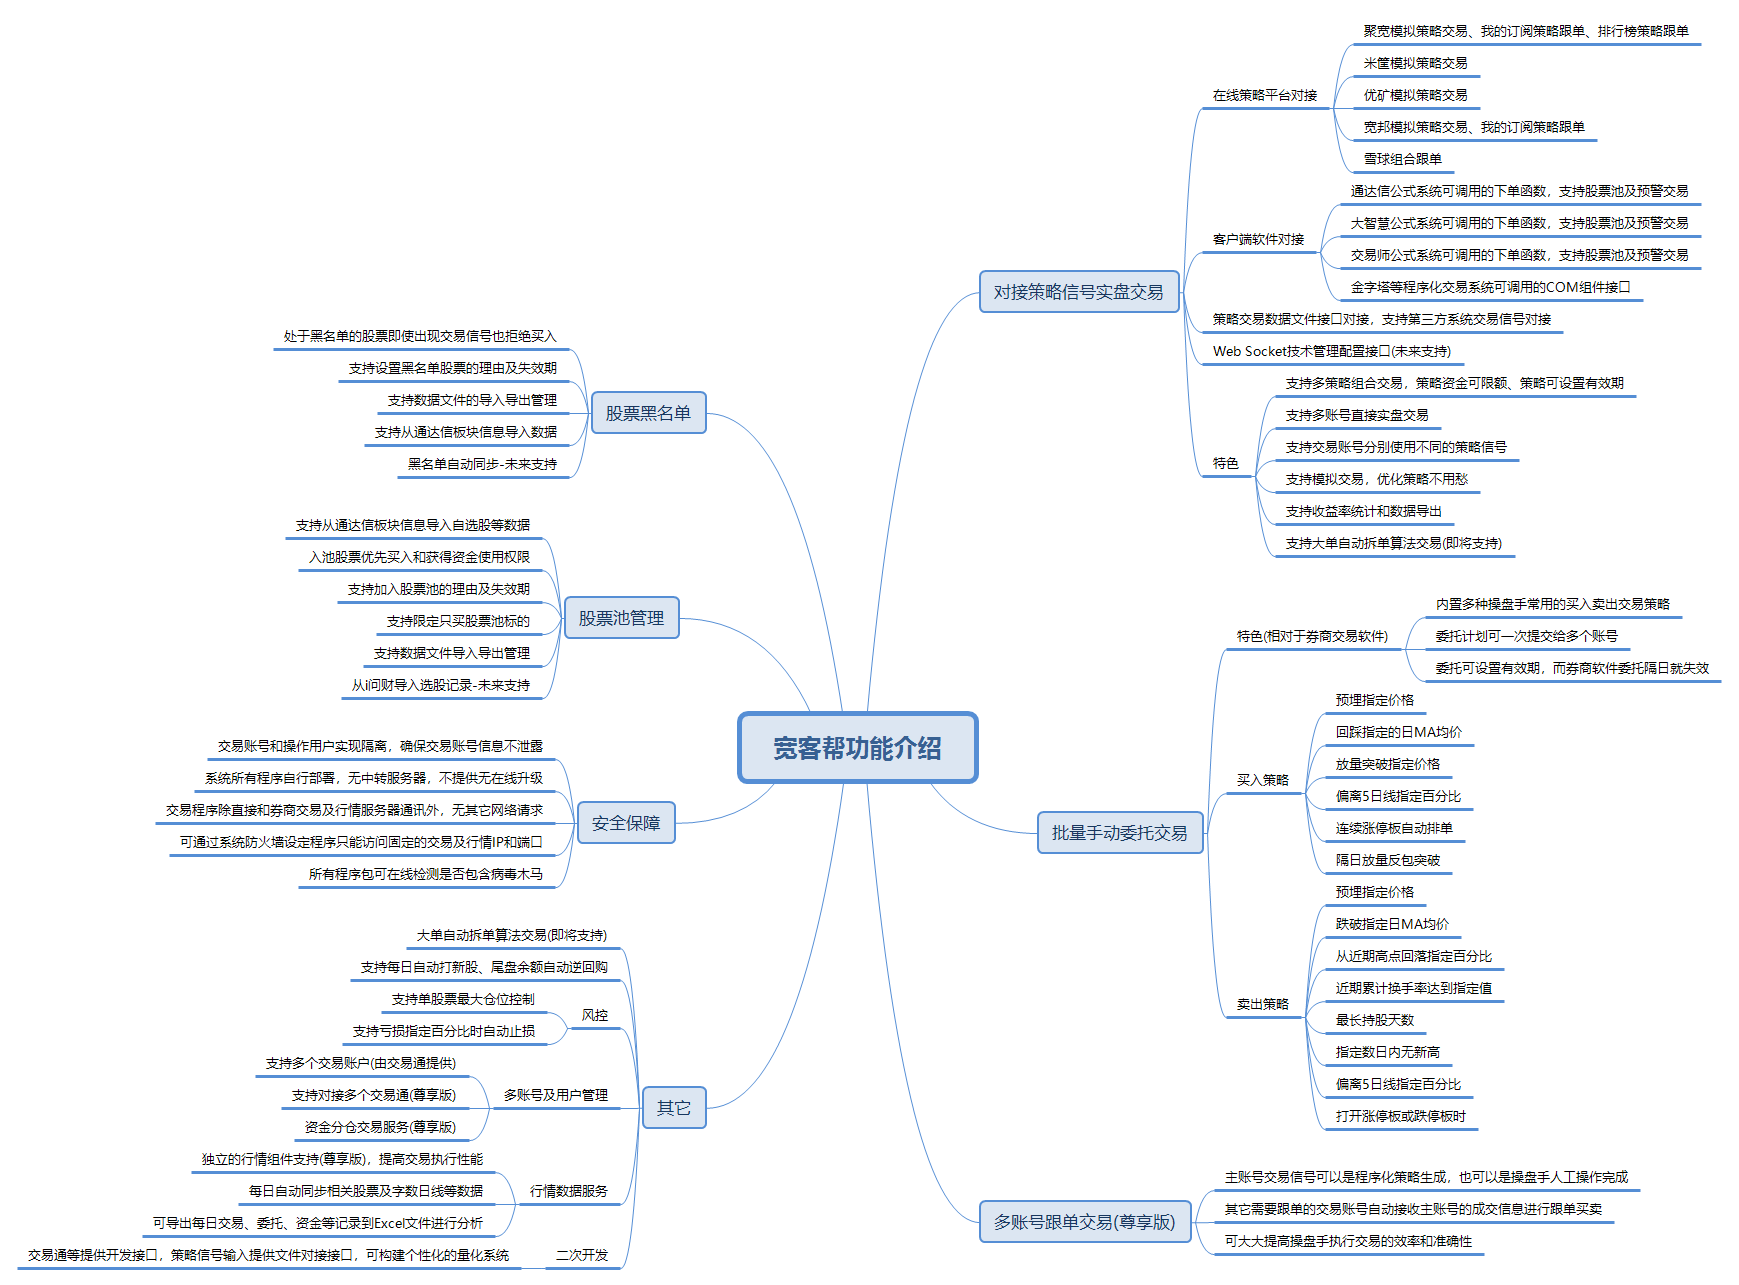 宽客帮功能介绍
对接策略信号实盘交易
在线策略平台对接
聚宽模拟策略交易、我的订阅策略跟单、排行榜策略跟单
米筐模拟策略交易
优矿模拟策略交易
宽邦模拟策略交易、我的订阅策略跟单
雪球组合跟单
客户端软件对接
通达信公式系统可调用的下单函数，支持股票池及预警交易
大智慧公式系统可调用的下单函数，支持股票池及预警交易
交易师公式系统可调用的下单函数，支持股票池及预警交易
金字塔等程序化交易系统可调用的COM组件接口
策略交易数据文件接口对接，支持第三方系统交易信号对接
Web Socket技术管理配置接口(未来支持)
特色
支持多策略组合交易，策略资金可限额、策略可设置有效期
支持多账号直接实盘交易
支持交易账号分别使用不同的策略信号
支持模拟交易，优化策略不用愁
支持收益率统计和数据导出
支持大单自动拆单算法交易(即将支持)
批量手动委托交易
特色(相对于券商交易软件)
内置多种操盘手常用的买入卖出交易策略
委托计划可一次提交给多个账号
委托可设置有效期，而券商软件委托隔日就失效
买入策略
预埋指定价格
回踩指定的日MA均价
放量突破指定价格
偏离5日线指定百分比
连续涨停板自动排单
隔日放量反包突破
卖出策略
预埋指定价格
跌破指定日MA均价
从近期高点回落指定百分比
近期累计换手率达到指定值
最长持股天数
指定数日内无新高
偏离5日线指定百分比
打开涨停板或跌停板时
多账号跟单交易(尊享版)
主账号交易信号可以是程序化策略生成，也可以是操盘手人工操作完成
其它需要跟单的交易账号自动接收主账号的成交信息进行跟单买卖
可大大提高操盘手执行交易的效率和准确性
股票黑名单
处于黑名单的股票即使出现交易信号也拒绝买入
支持设置黑名单股票的理由及失效期
支持数据文件的导入导出管理
支持从通达信板块信息导入数据
黑名单自动同步-未来支持
股票池管理
支持从通达信板块信息导入自选股等数据
入池股票优先买入和获得资金使用权限
支持加入股票池的理由及失效期
支持限定只买股票池标的
支持数据文件导入导出管理
从i问财导入选股记录-未来支持
安全保障
交易账号和操作用户实现隔离，确保交易账号信息不泄露
系统所有程序自行部署，无中转服务器，不提供无在线升级
交易程序除直接和券商交易及行情服务器通讯外，无其它网络请求
可通过系统防火墙设定程序只能访问固定的交易及行情IP和端口
所有程序包可在线检测是否包含病毒木马
其它
大单自动拆单算法交易(即将支持)
支持每日自动打新股、尾盘余额自动逆回购
风控
支持单股票最大仓位控制
支持亏损指定百分比时自动止损
多账号及用户管理
支持多个交易账户(由交易通提供)
支持对接多个交易通(尊享版)
资金分仓交易服务(尊享版)
行情数据服务
独立的行情组件支持(尊享版)，提高交易执行性能
每日自动同步相关股票及字数日线等数据
可导出每日交易、委托、资金等记录到Excel文件进行分析
二次开发
交易通等提供开发接口，策略信号输入提供文件对接接口，可构建个性化的量化系统